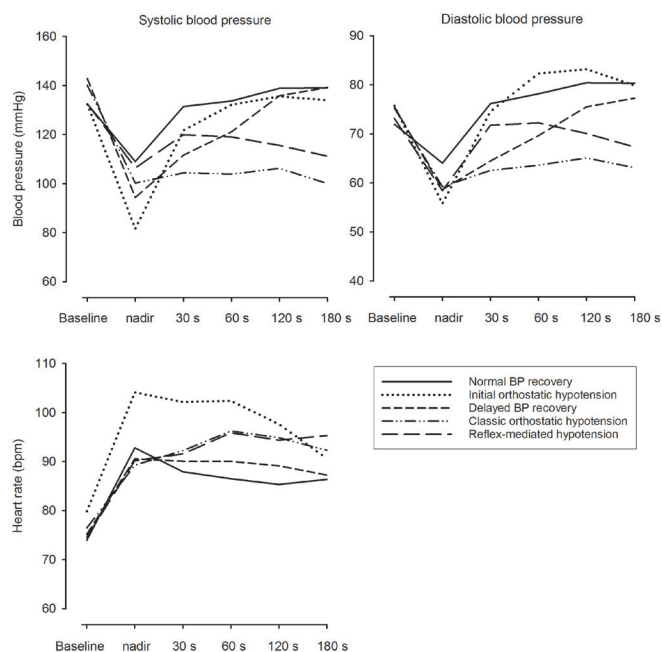 Systolic blood pressure
Diastolic blood pressure
Blood pressure (mmHg)
160
140
120
100
80
60
90
80
70
60
50
40
Baseline nadir 30 s 60 s 120 s 180 s
Baseline nadir 30 s 60 s 120 s 180 s
Heart rate (bpm)
110
100
90
80
70
60
Baseline nadir 30 s 60 s 120 s 180 s
Normal BP recovery
Initial orthostatic hypotension
Delayed BP recovery
Classic orthostatic hypotension
Reflex-mediated hypotension